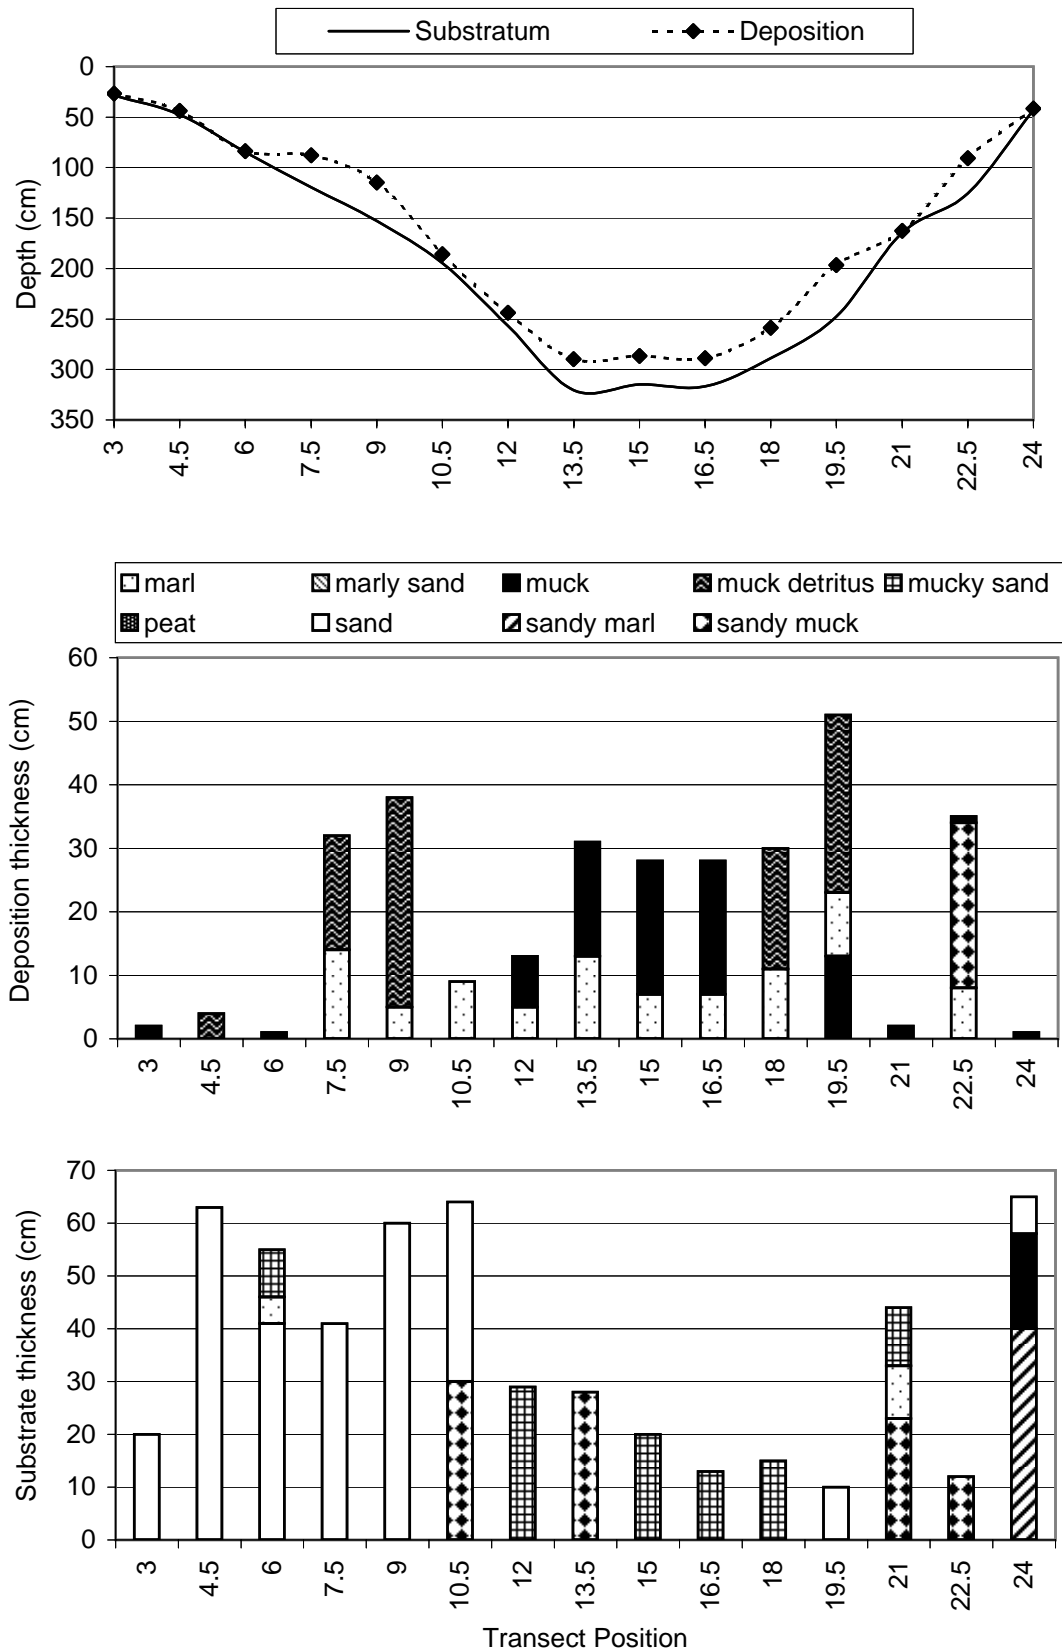 Substratum Deposition
0
50
100
150
200
250
300
350
Depth (cm)
3 4.5 6 7.5 9 10.5 12 13.5 15 16.5 18 19.5 21 22.5 24
marl marly sand muck muck detritus mucky sand
peat sand sandy marl sandy muck
60
50
40
30
20
10
0
Deposition thickness (cm)
3 4.5 6 7.5 9 10.5 12 13.5 15 16.5 18 19.5 21 22.5 24
70
60
50
40
30
20
10
0
Substrate thickness (cm)
3 4.5 6 7.5 9 10.5 12 13.5 15 16.5 18 19.5 21 22.5 24
Transect Position